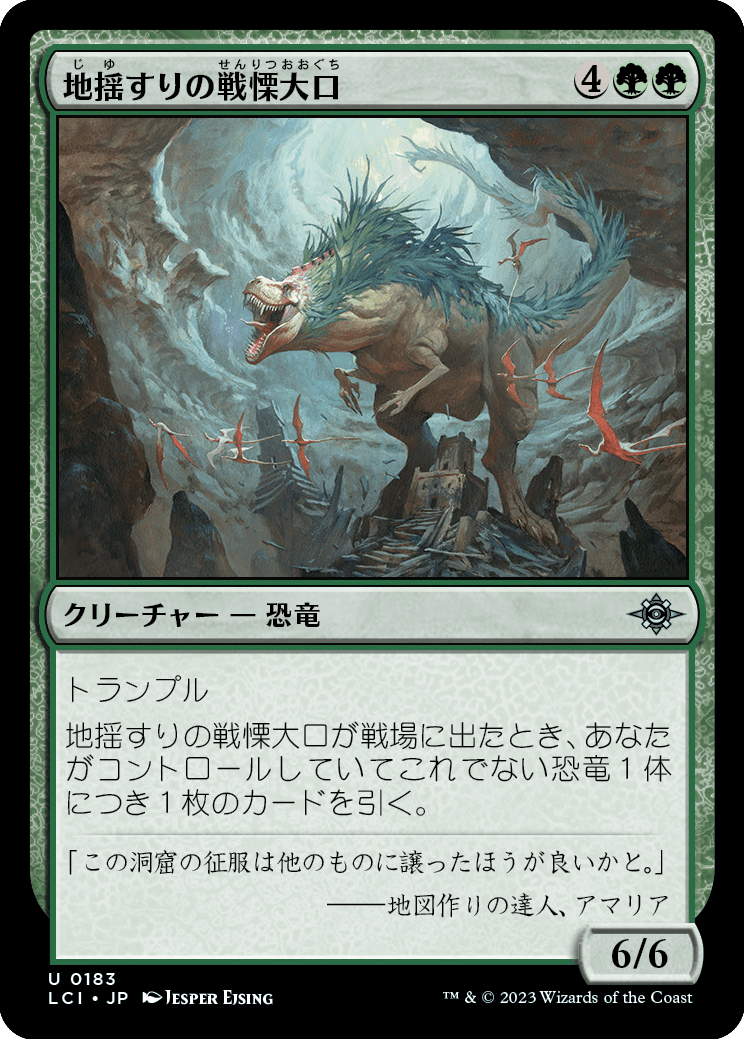 じゆ せんりつおおぐち
地揺すりの戦慄大口 4
クリーチャー — 恐竜
トランプル
地揺すりの戦慄大口が戦場に出たとき、あなた
がコントロールしていてこれでない恐竜１体
につき１枚のカードを引く。
「この洞窟の征服は他のものに譲ったほうが良いかと。」
――地図作りの達人、アマリア
6/6
U 0183
LCI • JP Jesper Ejsing
™ & © 2023 Wizards of the Coast